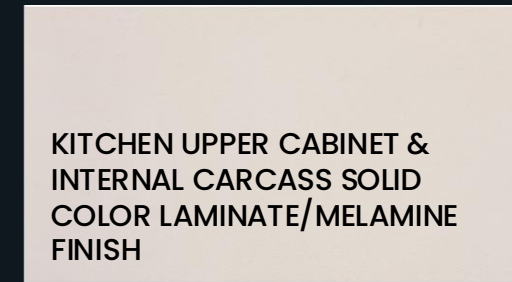 KITCHEN UPPER CABINET &
INTERNAL CARCASS SOLID
COLOR LAMINATE/MELAMINE
FINISH